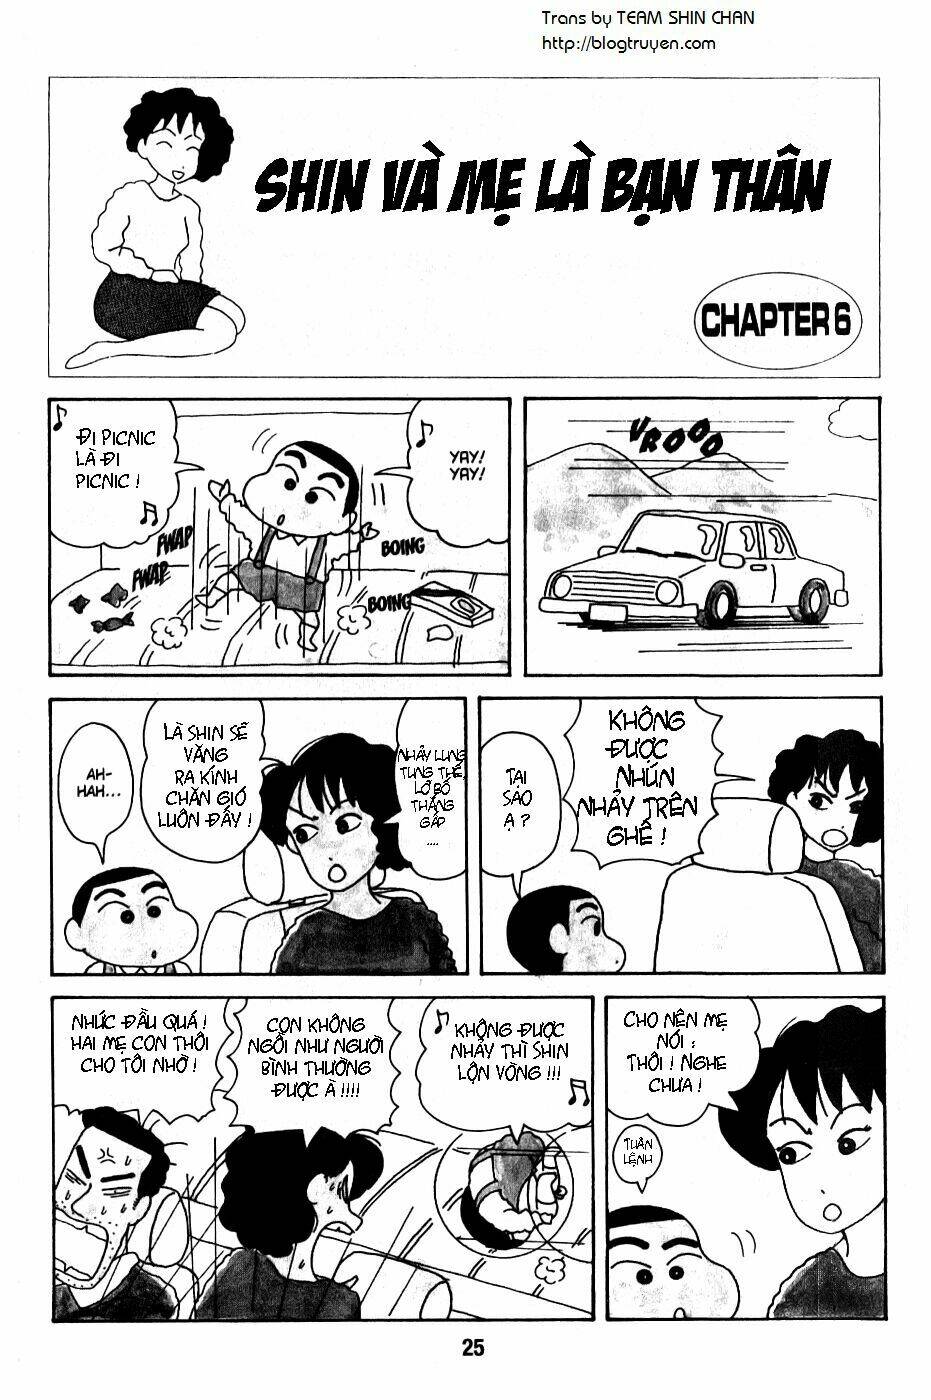 Trans by TEAM SHIN CHAN
http://blogtruyen.com
SHIN VÀ MẸ LÀ BẠN THÂN
CHAPTER 6
VROOO
YAY!
YAY!
ĐI PICNIC
LÀ ĐI
PICNIC !
FWAP
FWAP
BOING
BOING
KHÔNG
ĐƯỢC
NHÚN
NHẢY TRÊN
GHẾ !
TẠI
SAO
Ạ ?
NHẢY LUNG
TUNG THẾ,
LỠ BỐ
THẮNG
GẤP
....
LÀ SHIN SẼ
VĂNG
RA KÍNH
CHẮN GIÓ
LUÔN ĐẤY !
AH-
HAH...
CHO NÊN MẸ
NÓI :
THÔI ! NGHE
CHƯA !
TUÂN
LỆNH
KHÔNG ĐƯỢC
NHẢY THÌ SHIN
LỘN VÒNG !!!
CON KHÔNG
NGỒI NHƯ NGƯỜI
BÌNH THƯỜNG
ĐƯỢC À !!!!
NHỨC ĐẦU QUÁ !
HAI MẸ CON THÔI
CHO TÔI NHỜ !
25